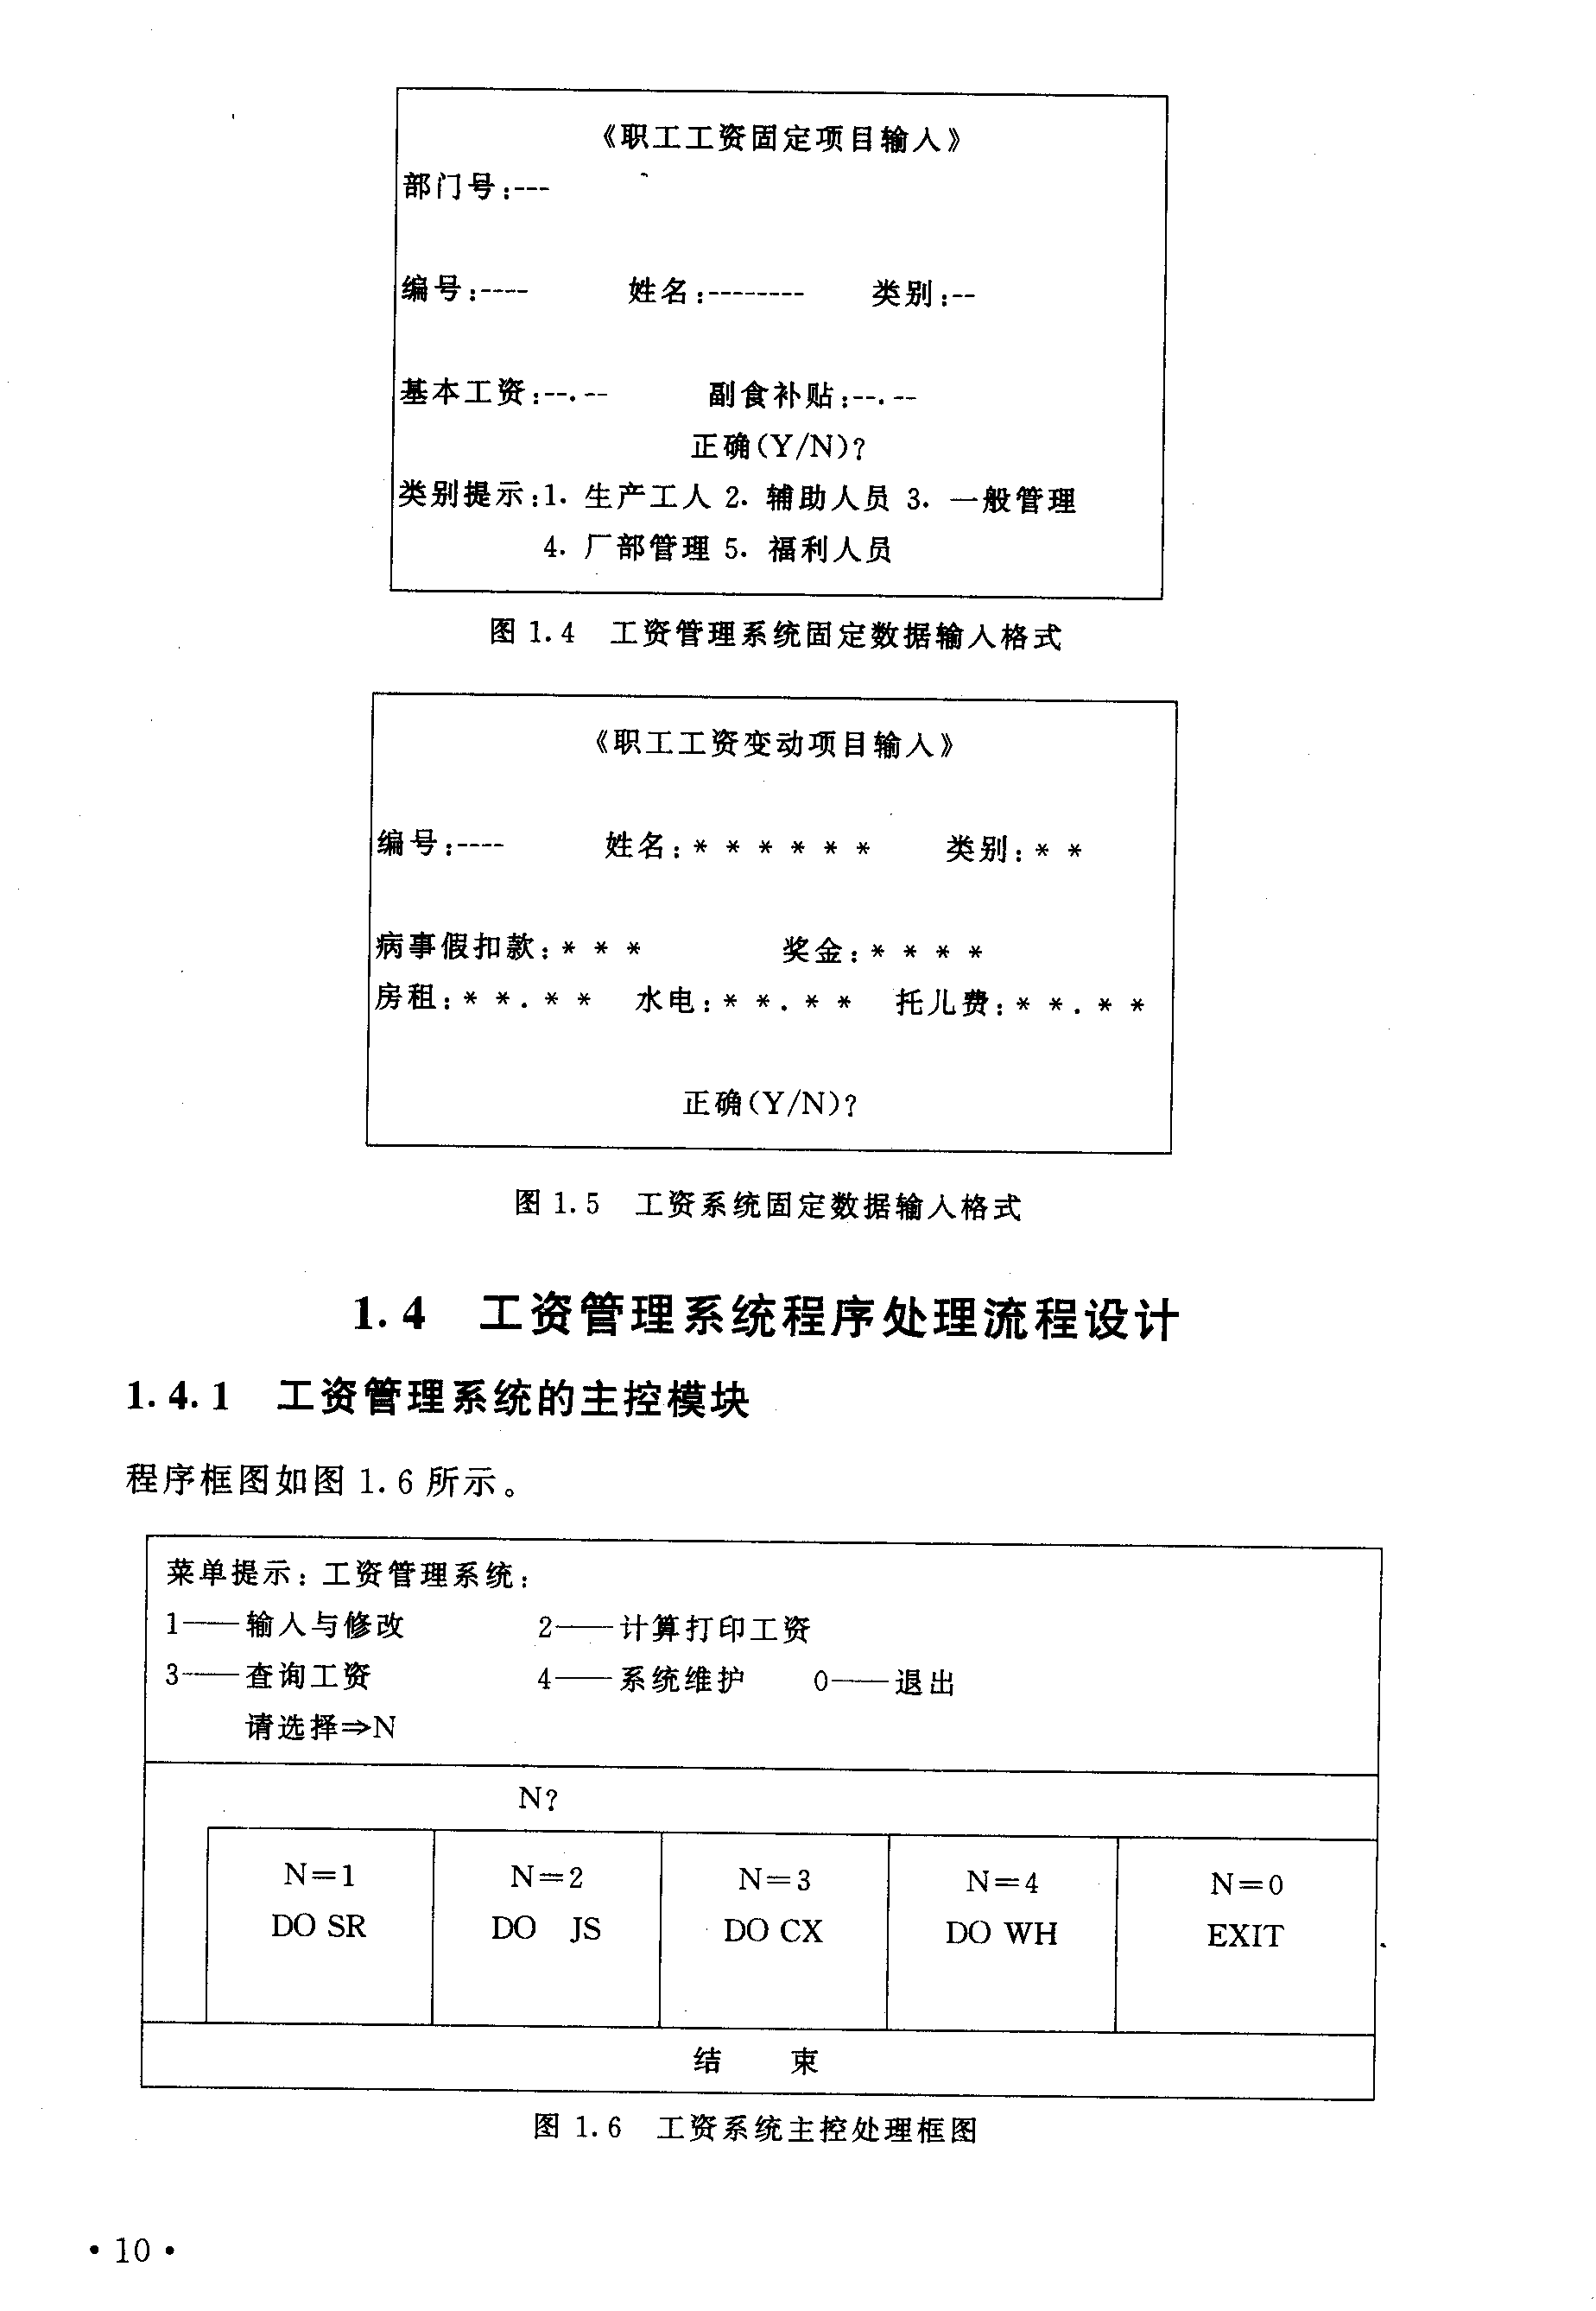 《职工工资固定项目输入》
部门号:---
编号:---- 姓名:-------- 类别:--
基本工资:--.-- 副食补贴:--.--
正确(Y/N)?
类别提示:1. 生产工人 2. 辅助人员 3. 一般管理
4. 厂部管理 5. 福利人员
图 1.4 工资管理系统固定数据输入格式
《职工工资变动项目输入》
编号:---- 姓名:* * * * * * 类别:* *
病事假扣款:* * * 奖金:* * * *
房租:* *.* * 水电:* *.* * 托儿费:* *.* *
正确(Y/N)?
图 1.5 工资系统固定数据输入格式
1.4 工资管理系统程序处理流程设计
1.4.1 工资管理系统的主控模块
程序框图如图 1.6 所示。
菜单提示:工资管理系统:
1——输入与修改 2——计算打印工资
3——查询工资 4——系统维护 0——退出
请选择⇒N
N?
N=1 N=2 N=3 N=4 N=0
DO SR DO JS DO CX DO WH EXIT
结 束
图 1.6 工资系统主控处理框图
· 10 ·